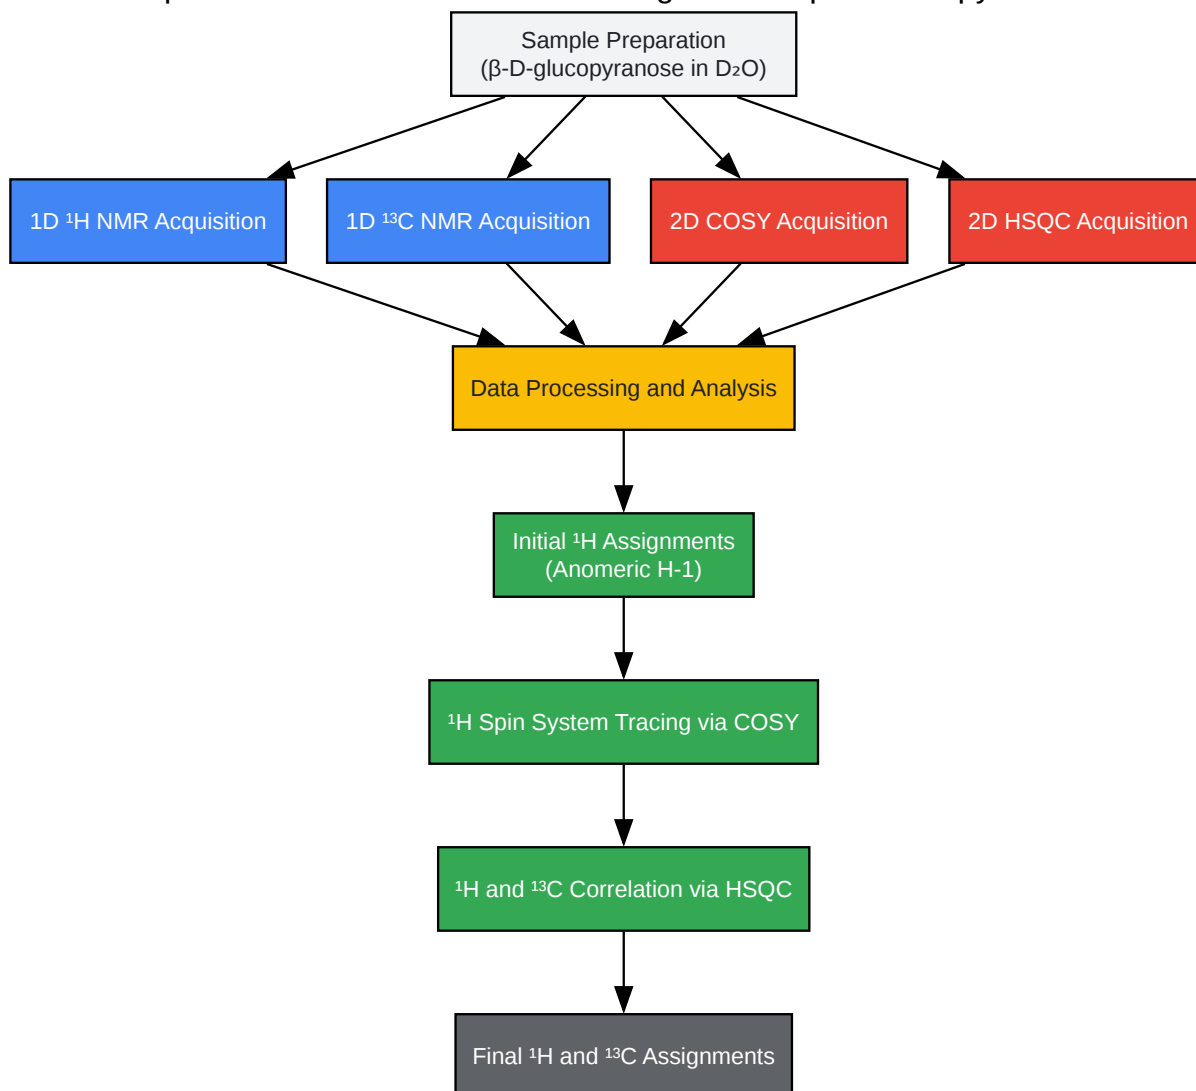 Sample Preparation
(β-D-glucopyranose in D₂O)
1D ¹H NMR Acquisition
1D ¹³C NMR Acquisition
2D COSY Acquisition
2D HSQC Acquisition
Data Processing and Analysis
Initial ¹H Assignments
(Anomeric H-1)
¹H Spin System Tracing via COSY
¹H and ¹³C Correlation via HSQC
Final ¹H and ¹³C Assignments